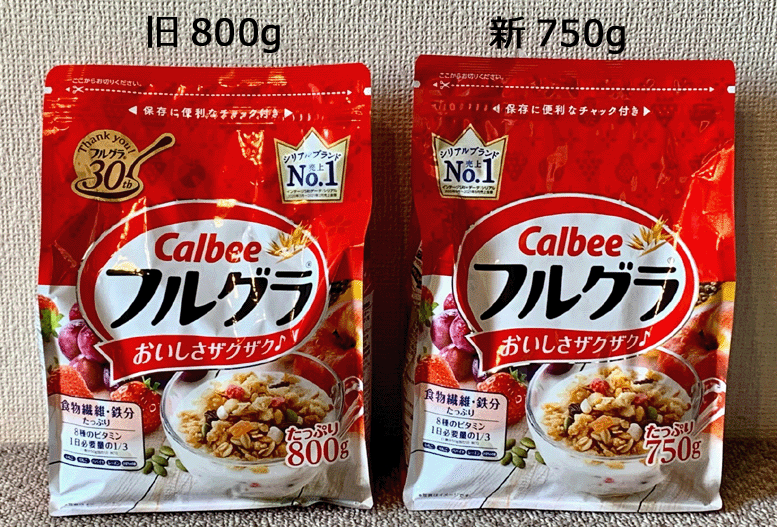 旧 800g
ここからお切りください。
◀ 保存に便利なチャック付き ▶
Thank you!
フルグラ
30th
シリアルブランド
売上
No.1
Calbee
フルグラ
おいしさザクザク♪
食物繊維・鉄分
たっぷり
8種のビタミン
1日必要量の1/3
たっぷり
800g
新 750g
ここからお切りください。
◀ 保存に便利なチャック付き ▶
シリアルブランド
売上
No.1
Calbee
フルグラ
おいしさザクザク♪
食物繊維・鉄分
たっぷり
8種のビタミン
1日必要量の1/3
たっぷり
750g